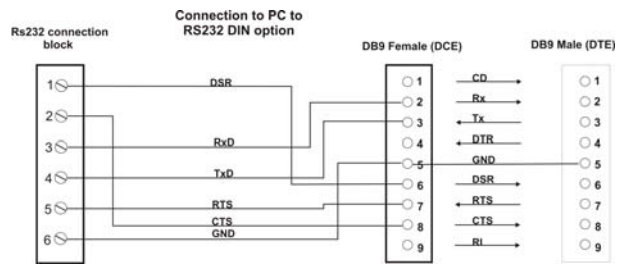 Connection to PC to
RS232 DIN option
Rs232 connection
block
DB9 Female (DCE)
DB9 Male (DTE)
1 DSR 1 CD 1
2 2 Rx 2
3 RxD 3 Tx 3
4 TxD 4 DTR 4
5 RTS 5 GND 5
6 CTS 6 DSR 6
GND 7 RTS 7
8 CTS 8
9 RI 9